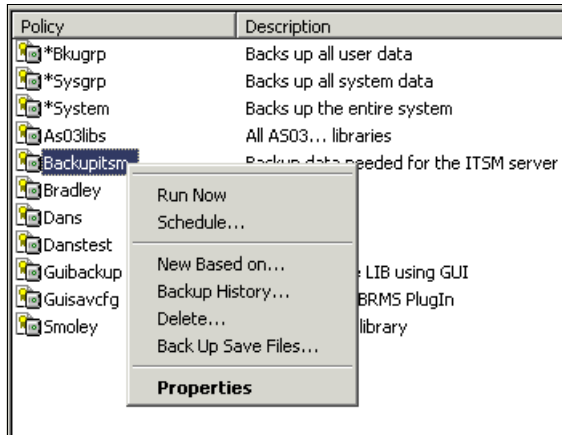 Policy Description
*Bkugrp Backs up all user data
*Sysgrp Backs up all system data
*System Backs up the entire system
As03libs All AS03... libraries
Backupitsm Backup data needed for the ITSM server
Bradley
Dans
Danstest
Guibackup LIB using GUI
Guisavcfg BRMS PlugIn
Smoley library
Run Now
Schedule...
New Based on...
Backup History...
Delete...
Back Up Save Files...
Properties